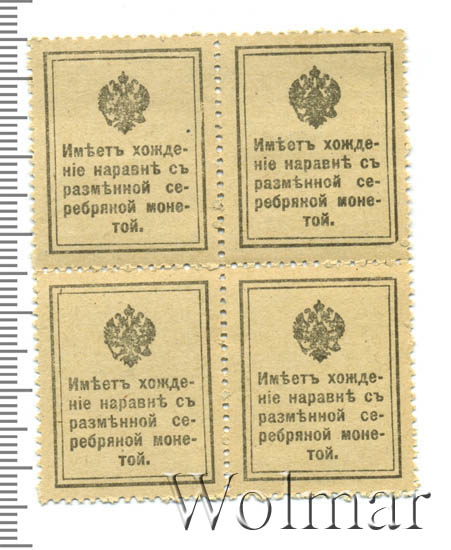 Имѣетъ хожде-
ніе наравнѣ съ
размѣнной се-
ребряной моне-
той.
Имѣетъ хожде-
ніе наравнѣ съ
размѣнной се-
ребряной моне-
той.
Имѣетъ хожде-
ніе наравнѣ съ
размѣнной се-
ребряной моне-
той.
Имѣетъ хожде-
ніе наравнѣ съ
размѣнной се-
ребряной моне-
той.
Wolmar